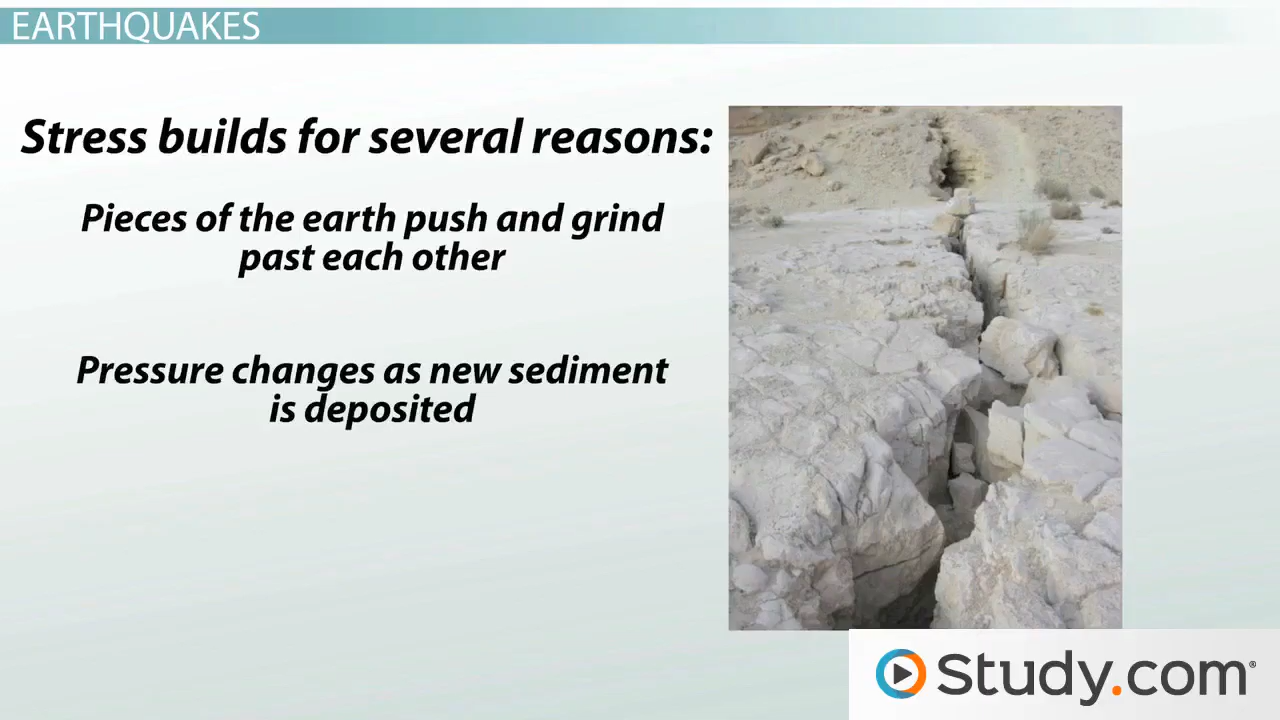 EARTHQUAKES
Stress builds for several reasons:
Pieces of the earth push and grind
past each other
Pressure changes as new sediment
is deposited
Study.com®